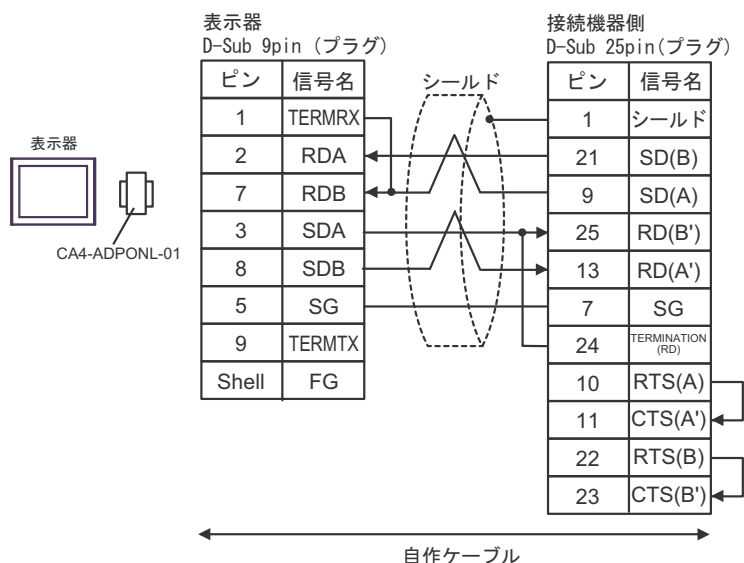 表示器
D-Sub 9pin (プラグ)
接続機器側
D-Sub 25pin(プラグ)
表示器
CA4-ADPONL-01
シールド
ピン 信号名
1 TERMRX
2 RDA
7 RDB
3 SDA
8 SDB
5 SG
9 TERMTX
Shell FG
ピン 信号名
1 シールド
21 SD(B)
9 SD(A)
25 RD(B')
13 RD(A')
7 SG
24 TERMINATION
(RD)
10 RTS(A)
11 CTS(A')
22 RTS(B)
23 CTS(B')
自作ケーブル